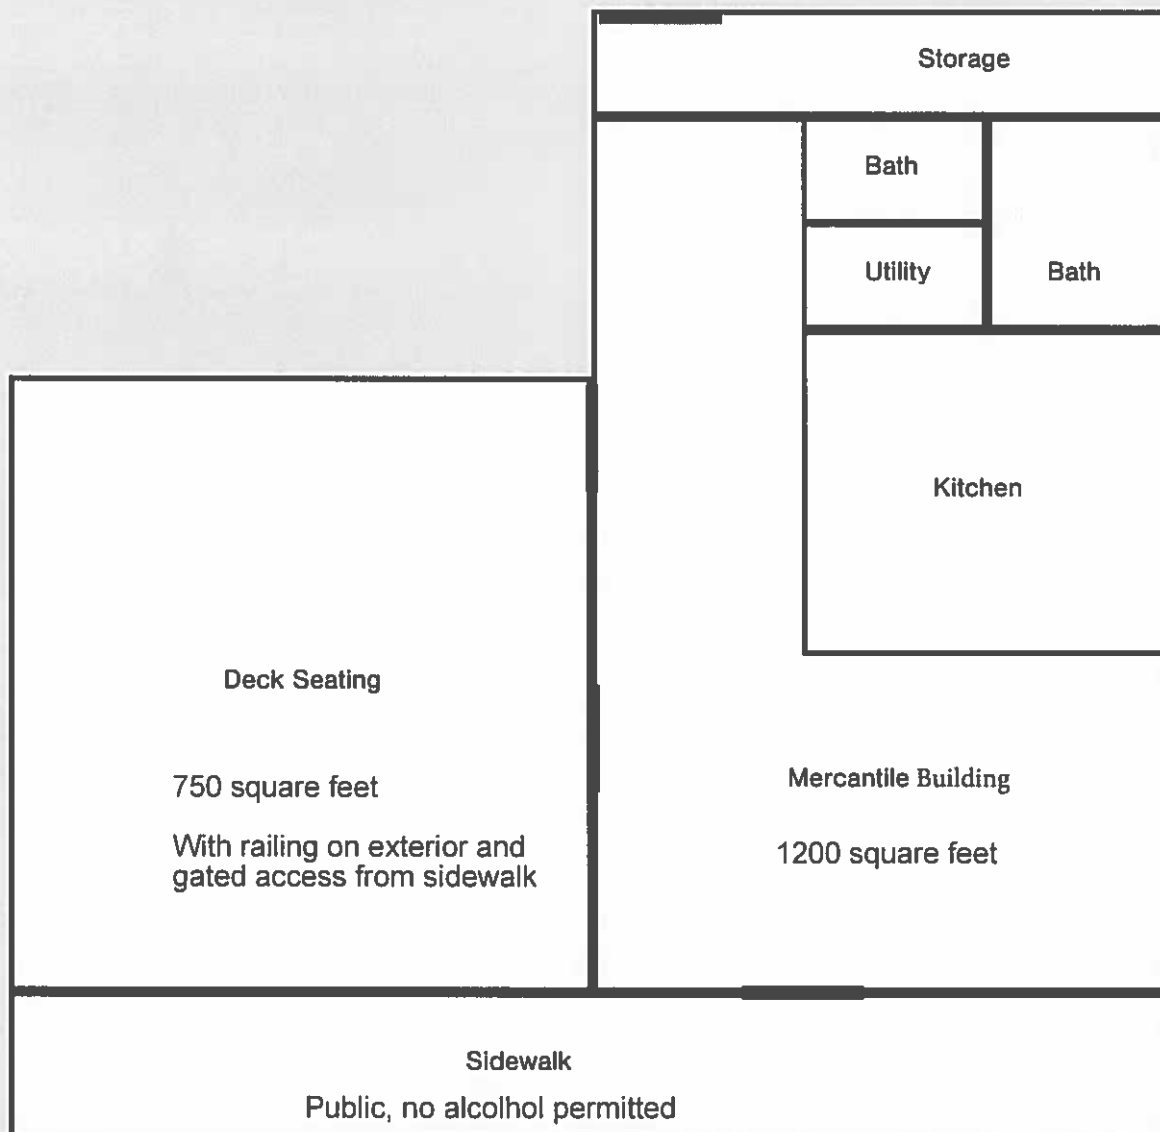 Storage
Bath
Utility
Bath
Kitchen
Deck Seating
750 square feet
With railing on exterior and
gated access from sidewalk
Mercantile Building
1200 square feet
Sidewalk
Public, no alcolhol permitted